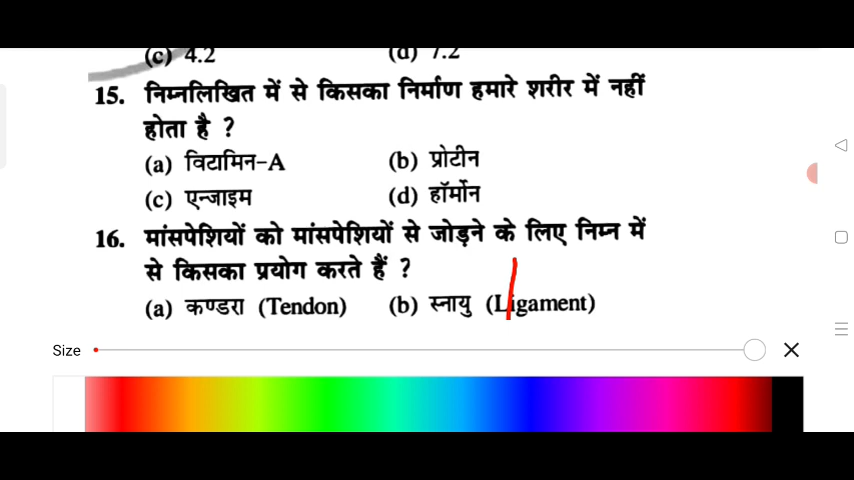 (c) 4.2 (d) 7.2
15. निम्नलिखित में से किसका निर्माण हमारे शरीर में नहीं
होता है ?
(a) विटामिन-A (b) प्रोटीन
(c) एन्जाइम (d) हॉर्मोन
16. मांसपेशियों को मांसपेशियों से जोड़ने के लिए निम्न में
से किसका प्रयोग करते हैं ?
(a) कण्डरा (Tendon) (b) स्नायु (Ligament)
Size